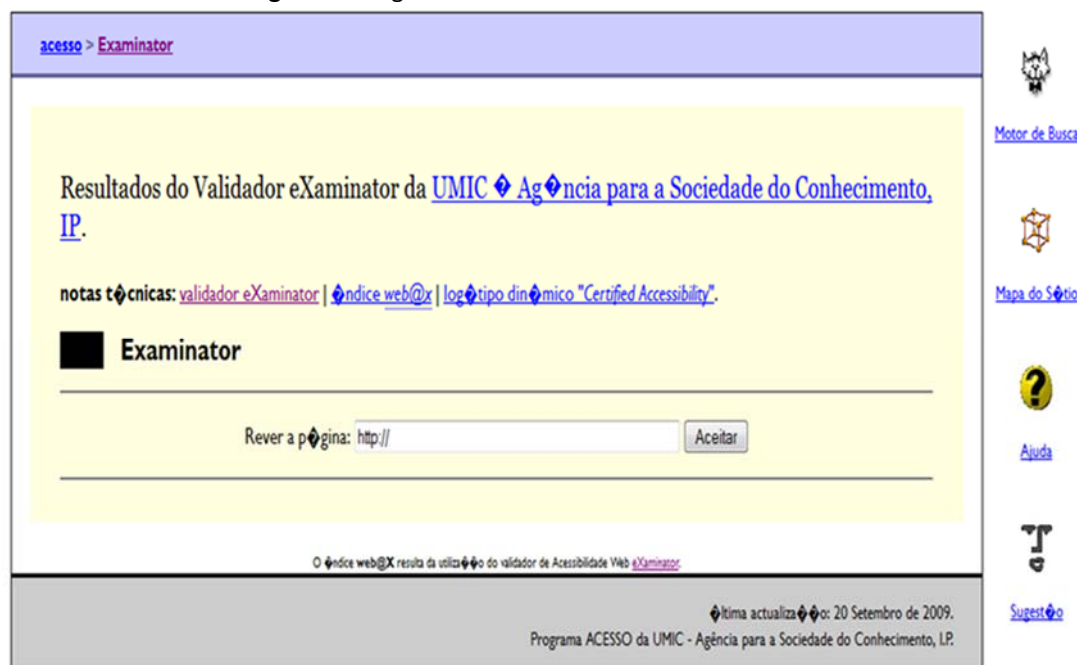 acesso > Examinator
Resultados do Validador eXaminator da UMIC � Ag�ncia para a Sociedade do Conhecimento,
IP.
notas t�cnicas: validador eXaminator | �ndice web@x | log�tipo din�mico "Certified Accessibility".
Examinator
Rever a p�gina: http:// Aceitar
O �ndice web@X resulta da utiliza��o do validador de Acessibilidade Web eXaminator.
�ltima actualiza��o: 20 Setembro de 2009.
Programa ACESSO da UMIC - Agência para a Sociedade do Conhecimento, I.P.
Motor de Busca
Mapa do S�tio
?
Ajuda
Sugest�o